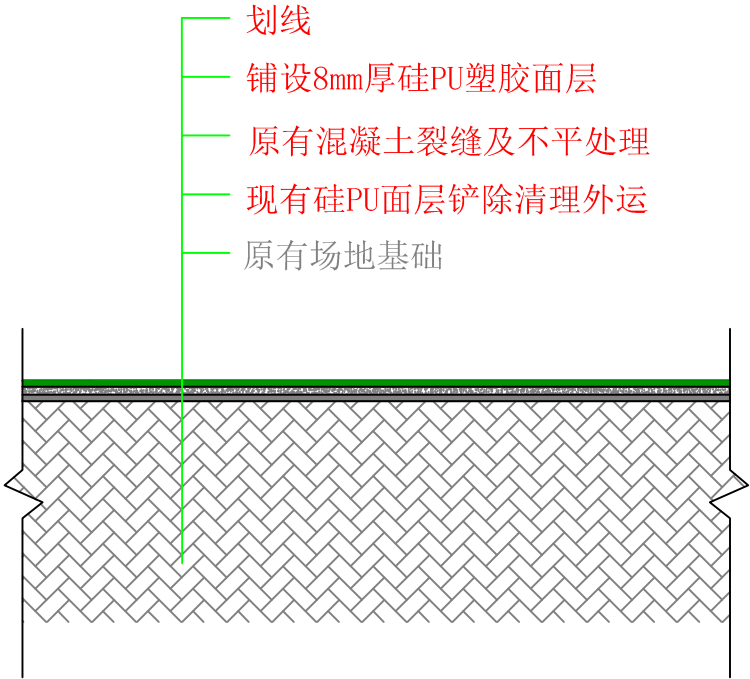 划线
铺设8mm厚硅PU塑胶面层
原有混凝土裂缝及不平处理
现有硅PU面层铲除清理外运
原有场地基础